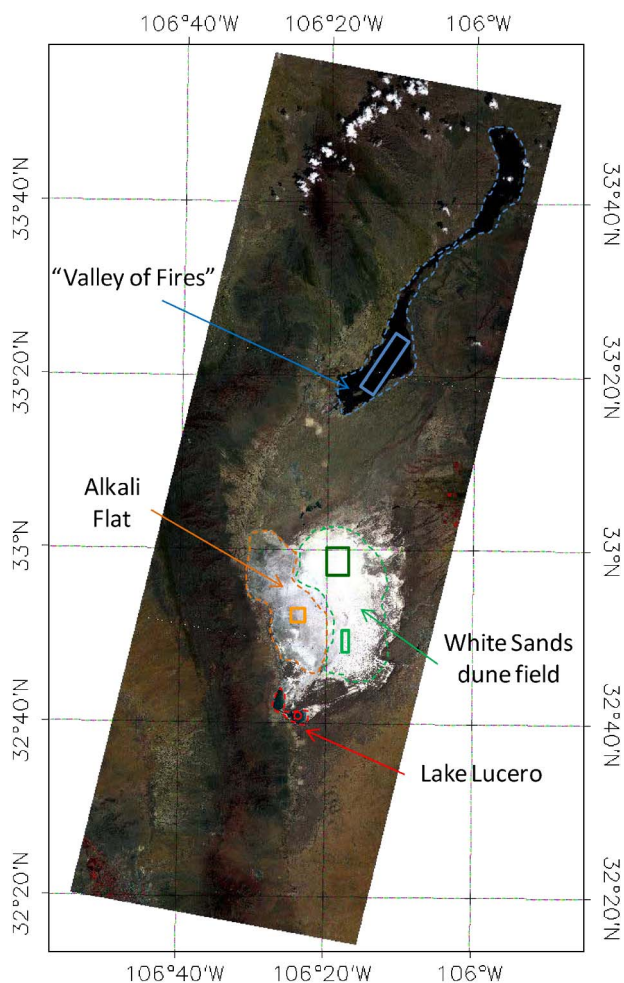 106°40'W 106°20'W 106°W
33°40'N 33°40'N
“Valley of Fires”
33°20'N 33°20'N
Alkali
Flat
33°N 33°N
White Sands
dune field
32°40'N 32°40'N
Lake Lucero
32°20'N 32°20'N
106°40'W 106°20'W 106°W